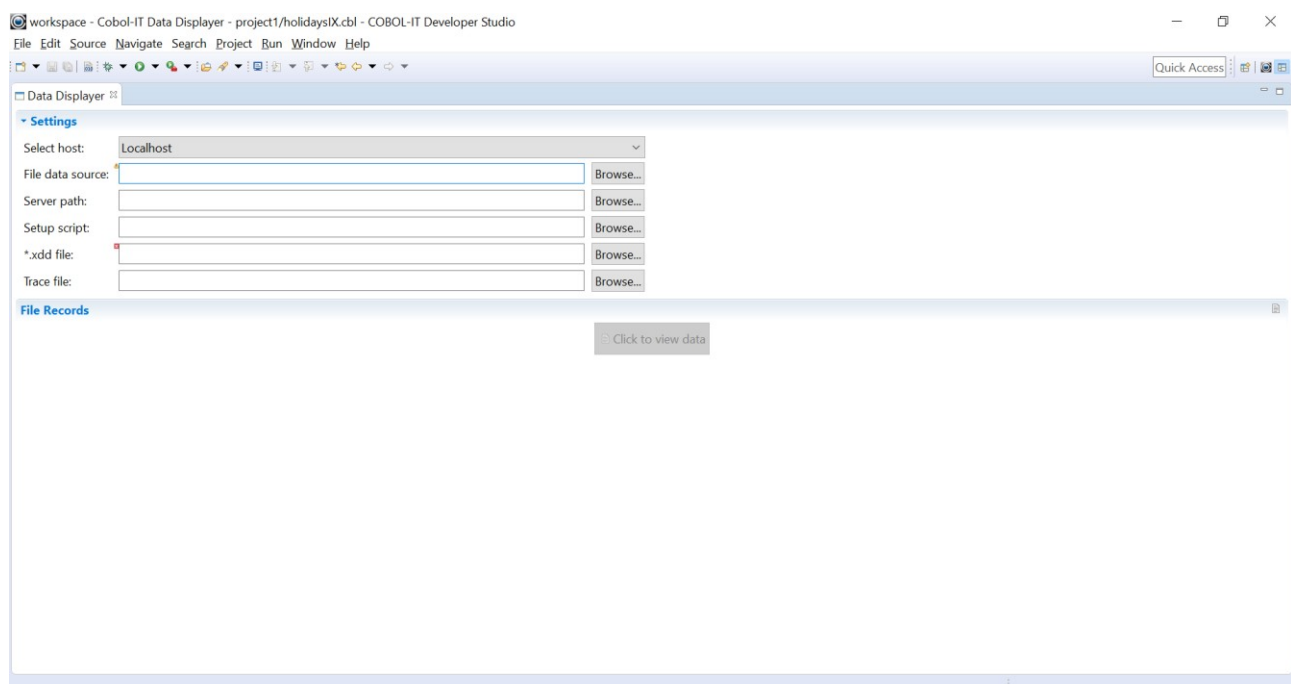 workspace - Cobol-IT Data Displayer - project1/holidaysIX.cbl - COBOL-IT Developer Studio
File Edit Source Navigate Search Project Run Window Help
Quick Access
Data Displayer
Settings
Select host: Localhost
File data source: Browse...
Server path: Browse...
Setup script: Browse...
*.xdd file: Browse...
Trace file: Browse...
File Records
Click to view data